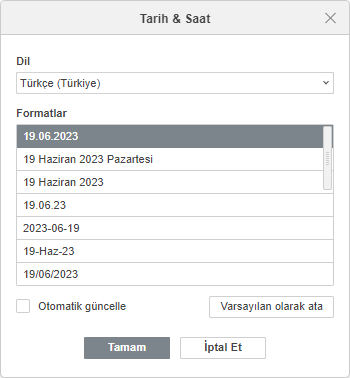 Tarih & Saat
Dil
Türkçe (Türkiye)
Formatlar
19.06.2023
19 Haziran 2023 Pazartesi
19 Haziran 2023
19.06.23
2023-06-19
19-Haz-23
19/06/2023
Otomatik güncelle
Varsayılan olarak ata
Tamam
İptal Et